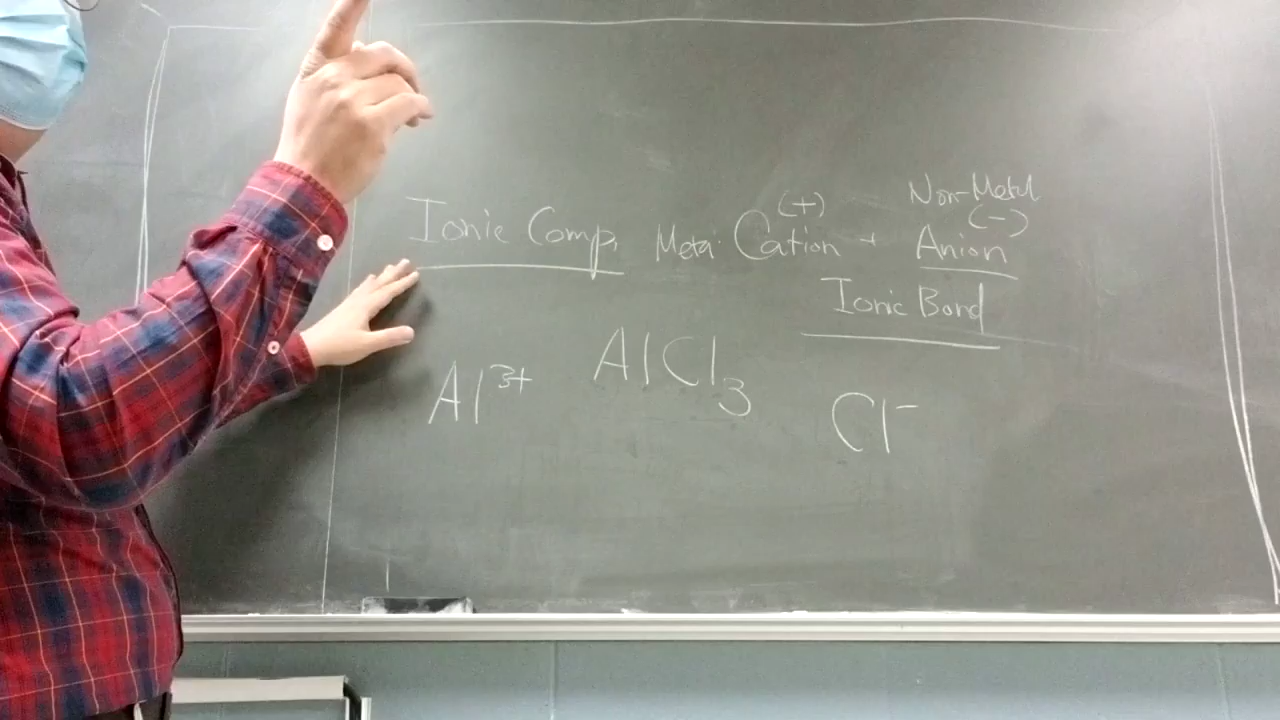 Non-Metal
(+) (-)
Ionic Comp. Metal Cation + Anion
Ionic Bond
AlCl₃
Al³⁺ Cl⁻